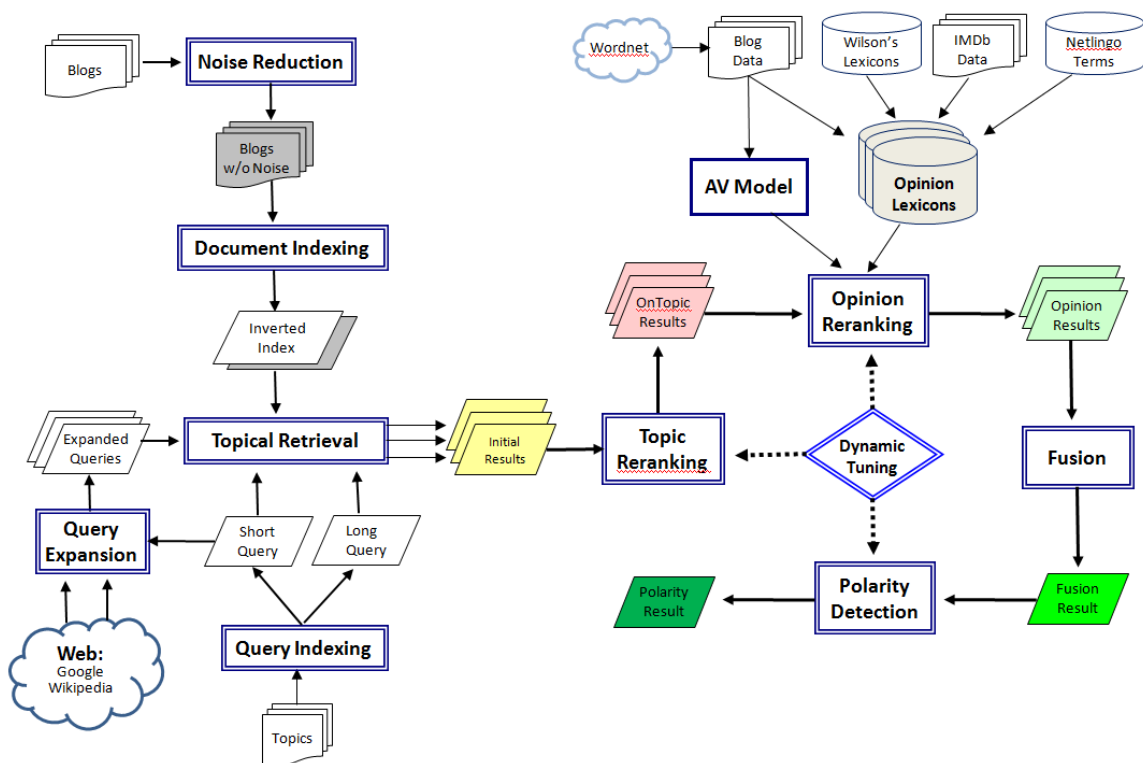 Blogs
Noise Reduction
Blogs
w/o Noise
Document Indexing
Inverted
Index
Expanded
Queries
Topical Retrieval
Initial
Results
Query
Expansion
Short
Query
Long
Query
Web:
Google
Wikipedia
Query Indexing
Topics
Wordnet
Blog
Data
Wilson’s
Lexicons
IMDb
Data
Netlingo
Terms
AV Model
Opinion
Lexicons
OnTopic
Results
Opinion
Reranking
Opinion
Results
Topic
Reranking
Dynamic
Tuning
Fusion
Polarity
Result
Polarity
Detection
Fusion
Result